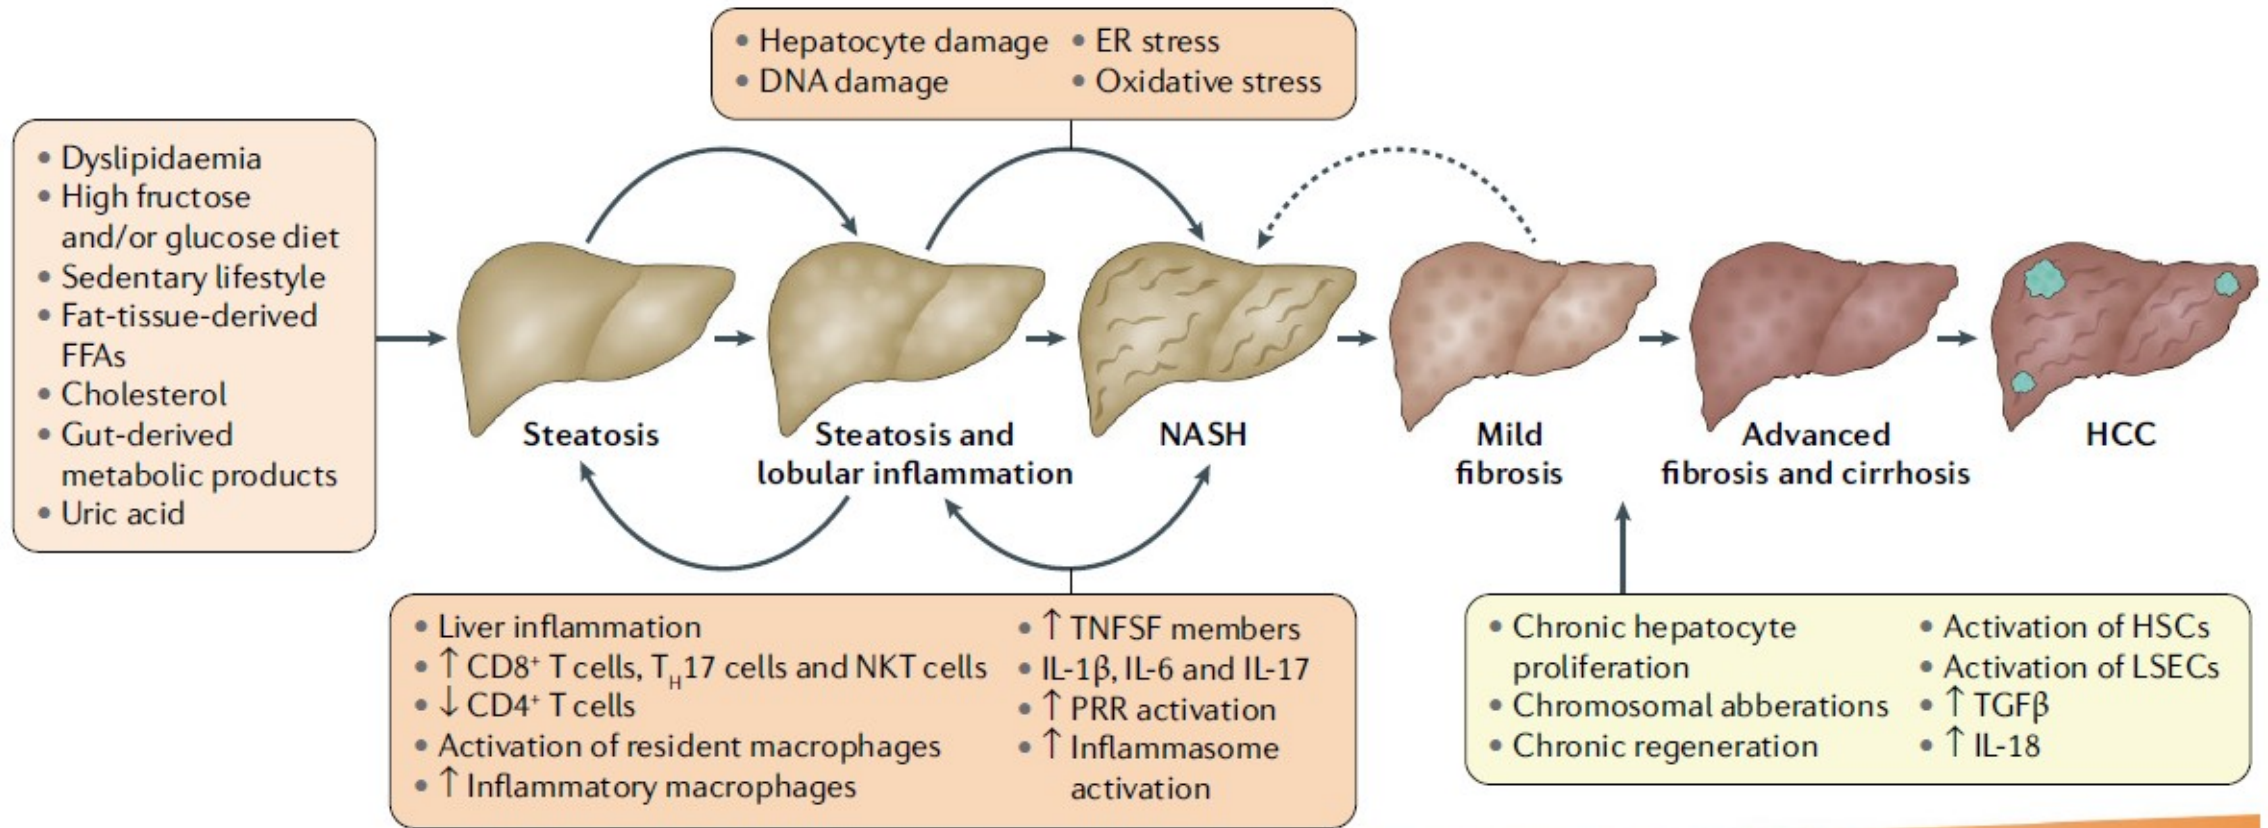 • Hepatocyte damage
• DNA damage
• ER stress
• Oxidative stress
• Dyslipidaemia
• High fructose
and/or glucose diet
• Sedentary lifestyle
• Fat-tissue-derived
FFAs
• Cholesterol
• Gut-derived
metabolic products
• Uric acid
Steatosis
Steatosis and
lobular inflammation
NASH
Mild
fibrosis
Advanced
fibrosis and cirrhosis
HCC
• Liver inflammation
• ↑ CD8⁺ T cells, T_H17 cells and NKT cells
• ↓ CD4⁺ T cells
• Activation of resident macrophages
• ↑ Inflammatory macrophages
• ↑ TNFSF members
• IL-1β, IL-6 and IL-17
• ↑ PRR activation
• ↑ Inflammasome
activation
• Chronic hepatocyte
proliferation
• Chromosomal abberations
• Chronic regeneration
• Activation of HSCs
• Activation of LSECs
• ↑ TGFβ
• ↑ IL-18